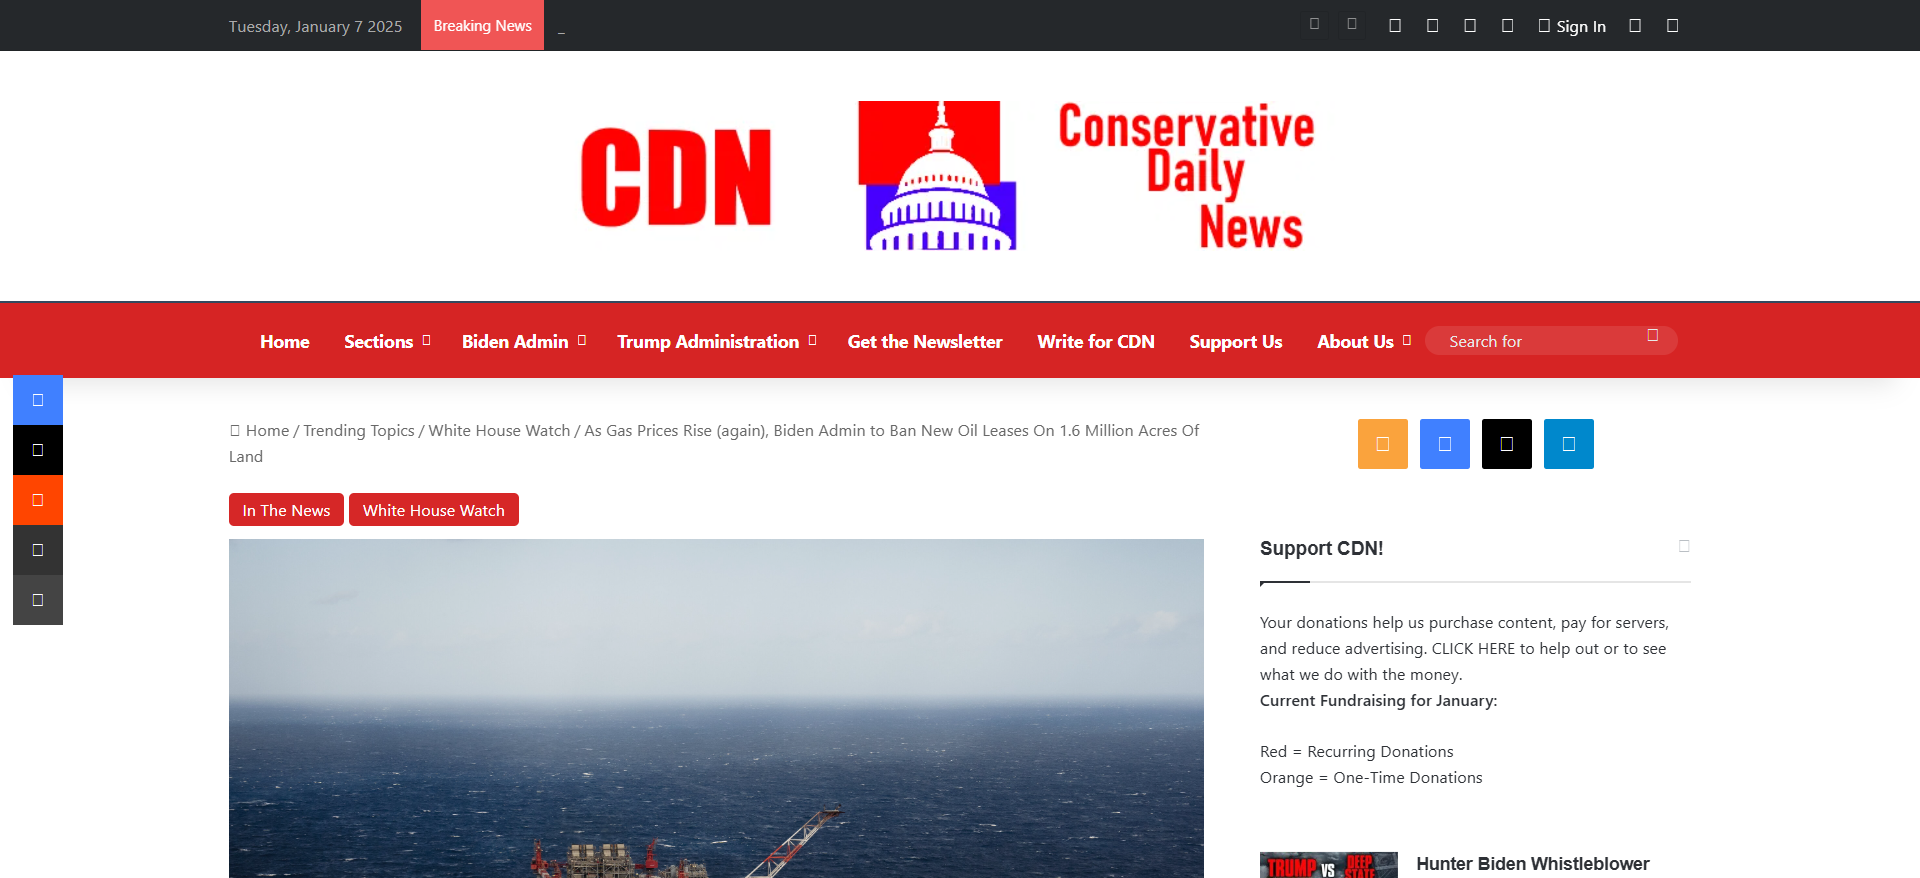 Tuesday, January 7 2025
Breaking News
_
Sign In
CDN
Conservative
Daily
News
Home
Sections
Biden Admin
Trump Administration
Get the Newsletter
Write for CDN
Support Us
About Us
Search for
Home / Trending Topics / White House Watch / As Gas Prices Rise (again), Biden Admin to Ban New Oil Leases On 1.6 Million Acres Of
Land
In The News
White House Watch
Support CDN!
Your donations help us purchase content, pay for servers,
and reduce advertising. CLICK HERE to help out or to see
what we do with the money.
Current Fundraising for January:
Red = Recurring Donations
Orange = One-Time Donations
TRUMP VS DEEP
STATE
Hunter Biden Whistleblower